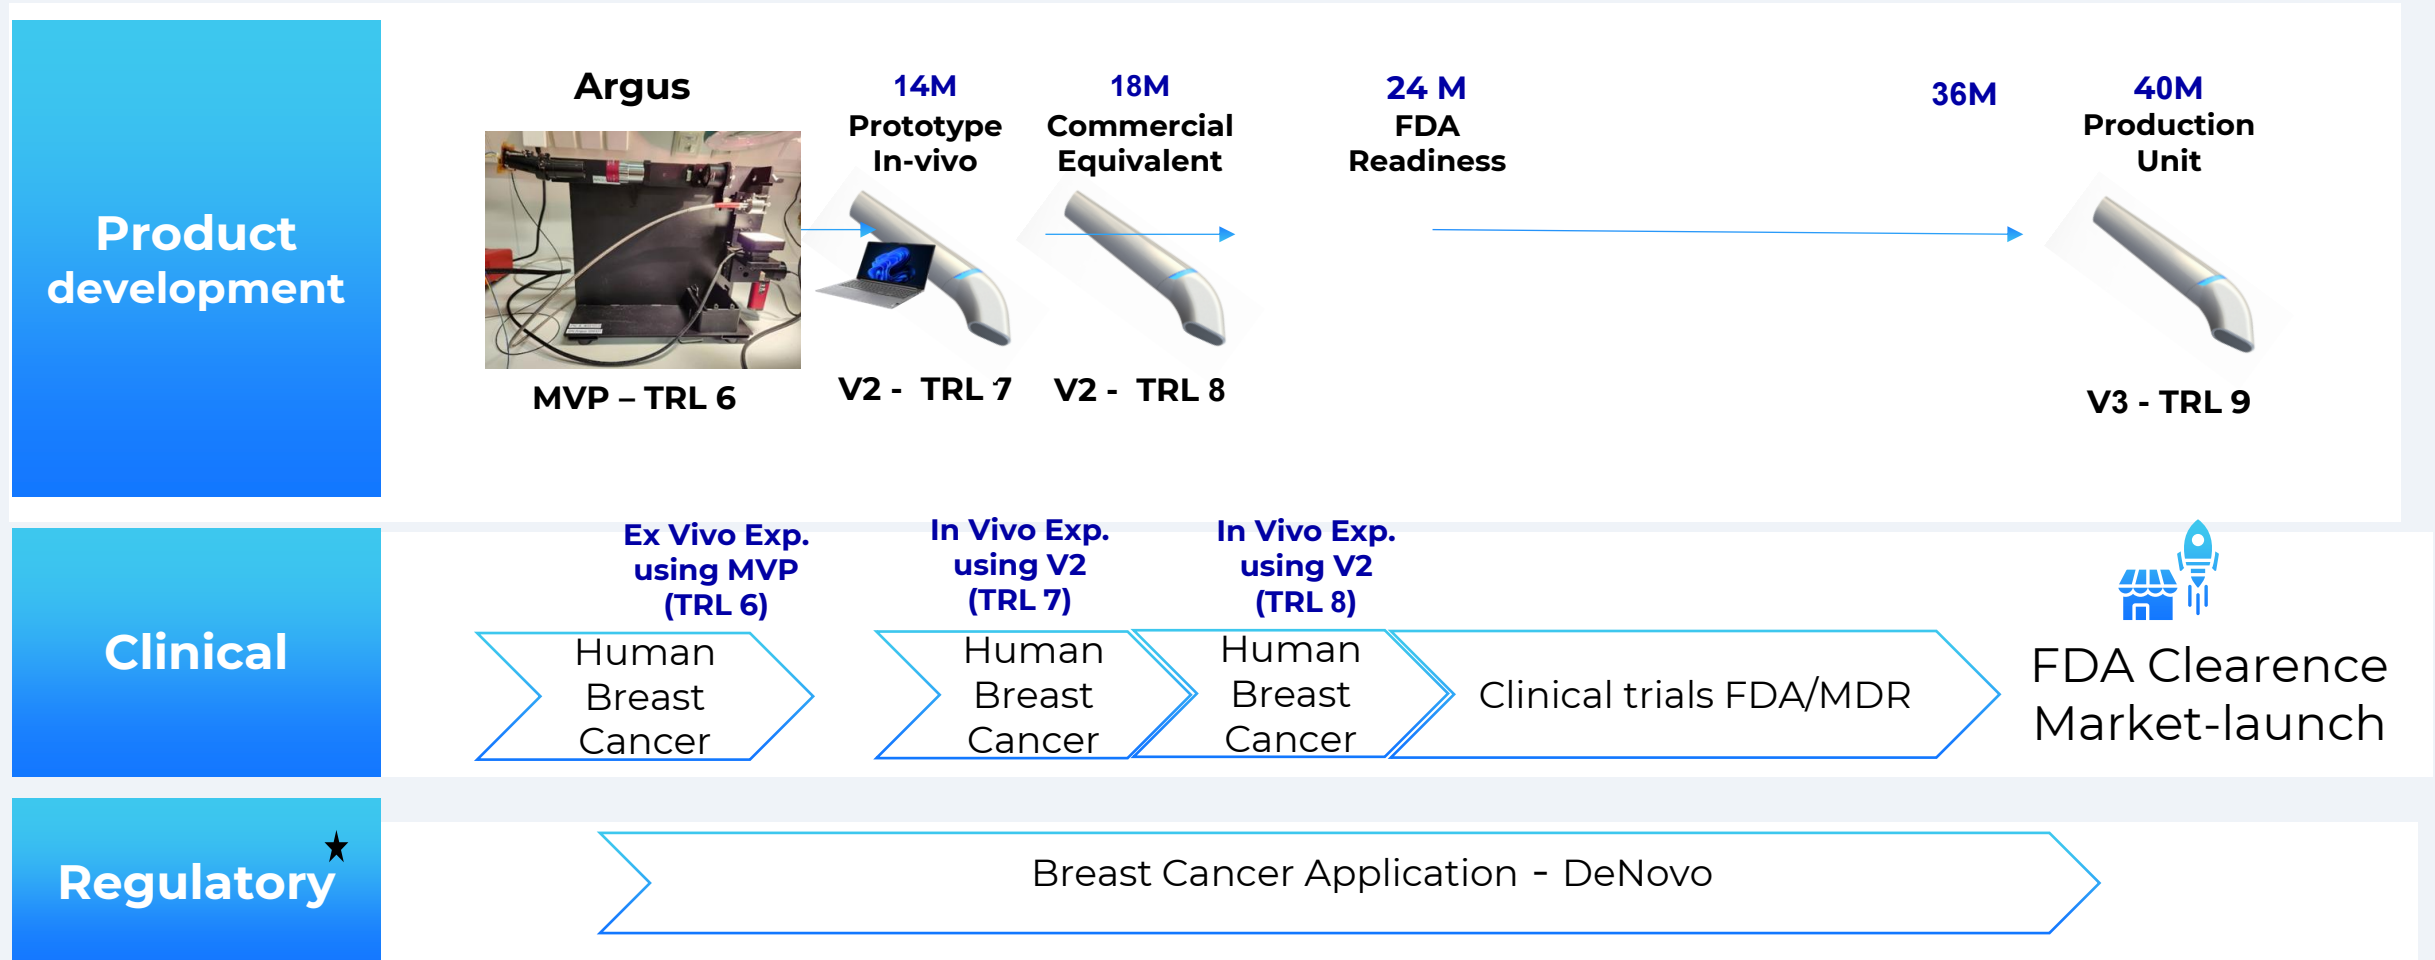 Product
development
Argus
MVP – TRL 6
14M
Prototype
In-vivo
V2 - TRL 7
18M
Commercial
Equivalent
V2 - TRL 8
24 M
FDA
Readiness
36M
40M
Production
Unit
V3 - TRL 9
Clinical
Ex Vivo Exp.
using MVP
(TRL 6)
Human
Breast
Cancer
In Vivo Exp.
using V2
(TRL 7)
Human
Breast
Cancer
In Vivo Exp.
using V2
(TRL 8)
Human
Breast
Cancer
Clinical trials FDA/MDR
FDA Clearence
Market-launch
Regulatory
Breast Cancer Application - DeNovo